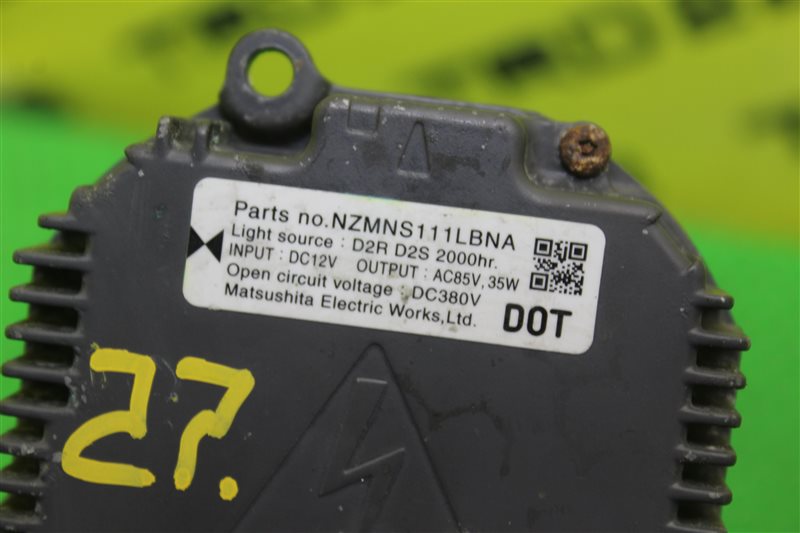 Parts no.NZMNS111LBNA
Light source : D2R D2S 2000hr.
INPUT : DC12V OUTPUT : AC85V, 35W
Open circuit voltage : DC380V
Matsushita Electric Works,Ltd.
DOT
27.